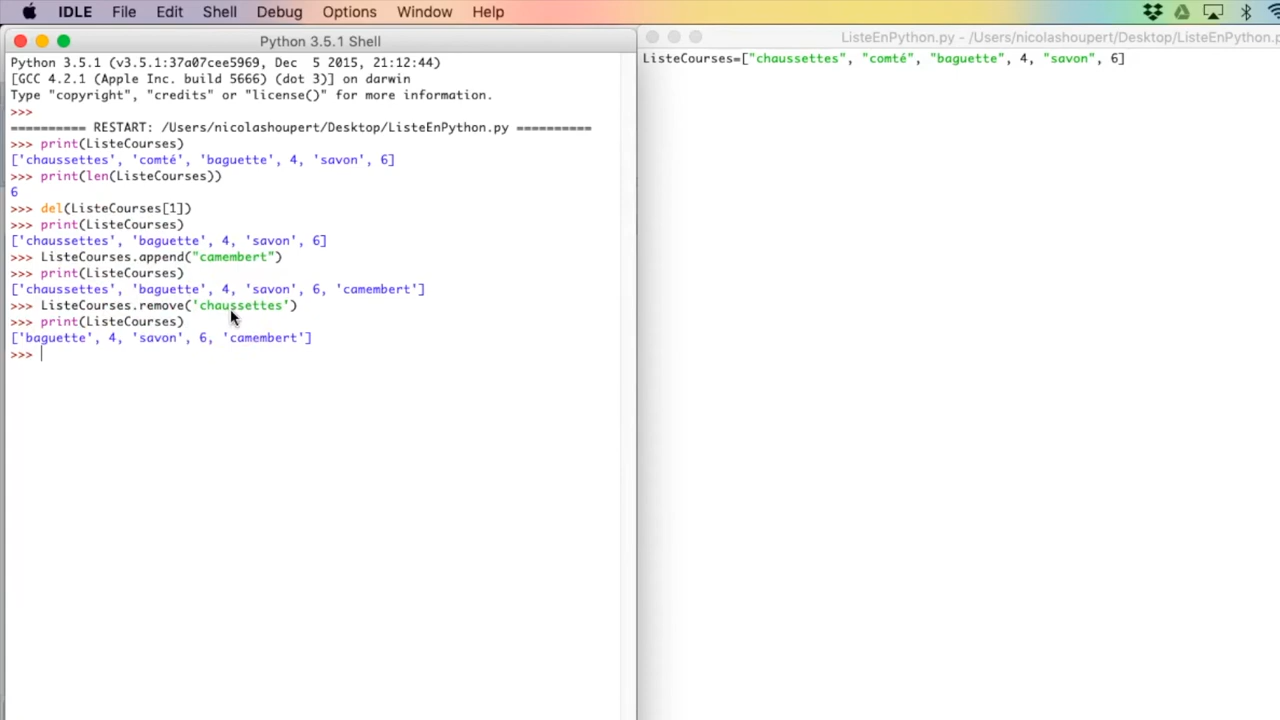 IDLE File Edit Shell Debug Options Window Help
Python 3.5.1 Shell
Python 3.5.1 (v3.5.1:37a07cee5969, Dec  5 2015, 21:12:44)
[GCC 4.2.1 (Apple Inc. build 5666) (dot 3)] on darwin
Type "copyright", "credits" or "license()" for more information.
>>>
========== RESTART: /Users/nicolashoupert/Desktop/ListeEnPython.py ==========
>>> print(ListeCourses)
['chaussettes', 'comté', 'baguette', 4, 'savon', 6]
>>> print(len(ListeCourses))
6
>>> del(ListeCourses[1])
>>> print(ListeCourses)
['chaussettes', 'baguette', 4, 'savon', 6]
>>> ListeCourses.append("camembert")
>>> print(ListeCourses)
['chaussettes', 'baguette', 4, 'savon', 6, 'camembert']
>>> ListeCourses.remove('chaussettes')
>>> print(ListeCourses)
['baguette', 4, 'savon', 6, 'camembert']
>>>
ListeEnPython.py - /Users/nicolashoupert/Desktop/ListeEnPython.p
ListeCourses=["chaussettes", "comté", "baguette", 4, "savon", 6]